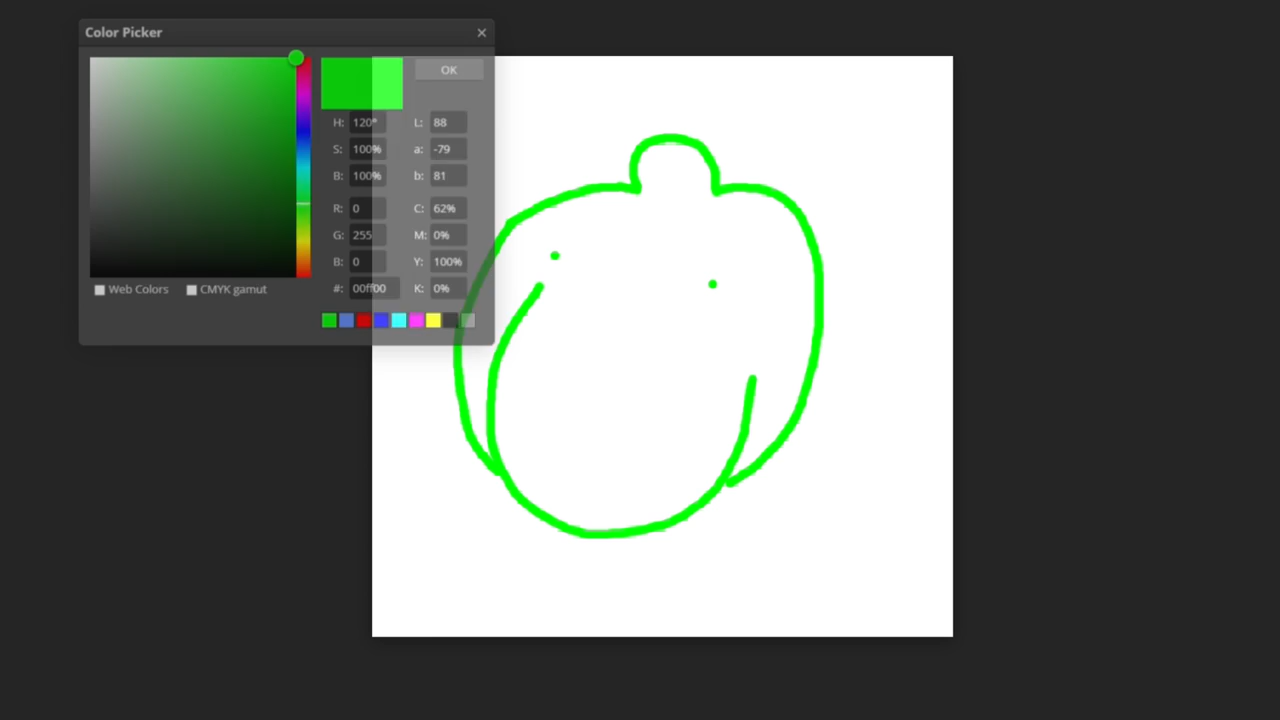 Color Picker
OK
H: 120° L: 88
S: 100% a: -79
B: 100% b: 81
R: 0 C: 62%
G: 255 M: 0%
B: 0 Y: 100%
#: 00ff00 K: 0%
Web Colors CMYK gamut